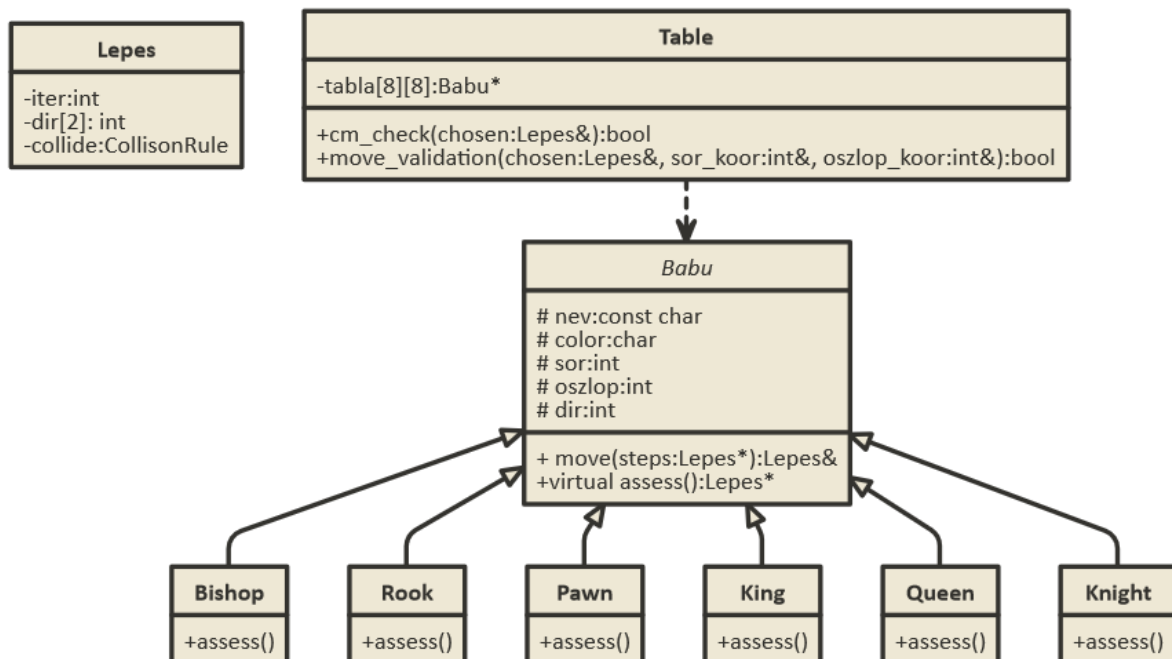 Lepes
-iter:int
-dir[2]: int
-collide:CollisonRule
Table
-tabla[8][8]:Babu*
+cm_check(chosen:Lepes&):bool
+move_validation(chosen:Lepes&, sor_koor:int&, oszlop_koor:int&):bool
Babu
# nev:const char
# color:char
# sor:int
# oszlop:int
# dir:int
+ move(steps:Lepes*):Lepes&
+virtual assess():Lepes*
Bishop
+assess()
Rook
+assess()
Pawn
+assess()
King
+assess()
Queen
+assess()
Knight
+assess()